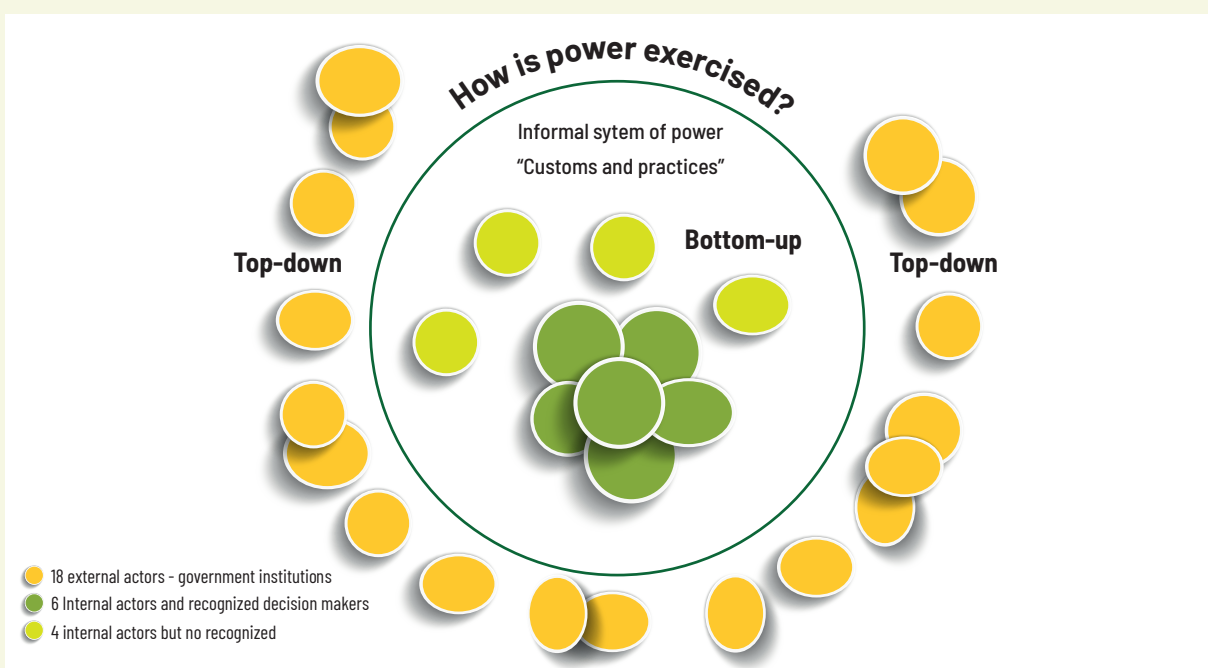 How is power exercised?
Informal sytem of power
“Customs and practices”
Bottom-up
Top-down
Top-down
18 external actors - government institutions
6 Internal actors and recognized decision makers
4 internal actors but no recognized